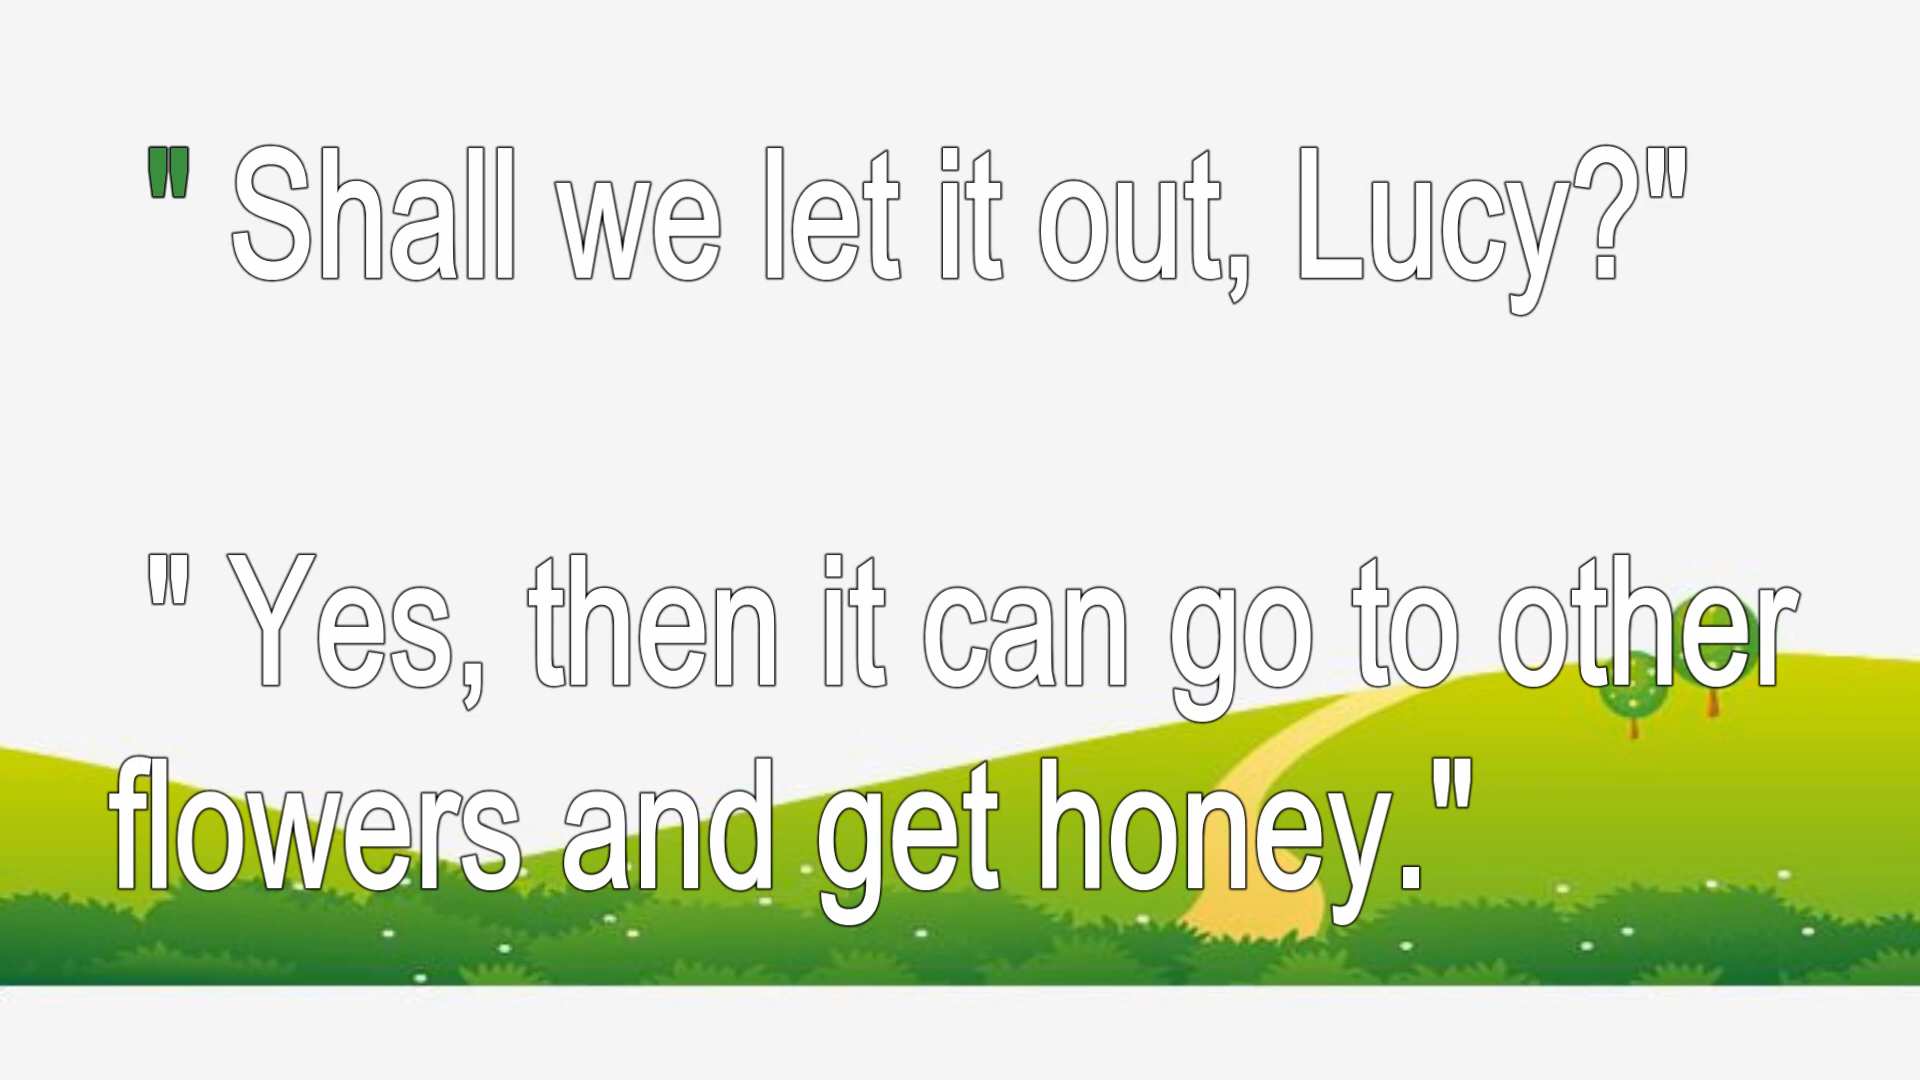 " Shall we let it out, Lucy?"
" Yes, then it can go to other
flowers and get honey."